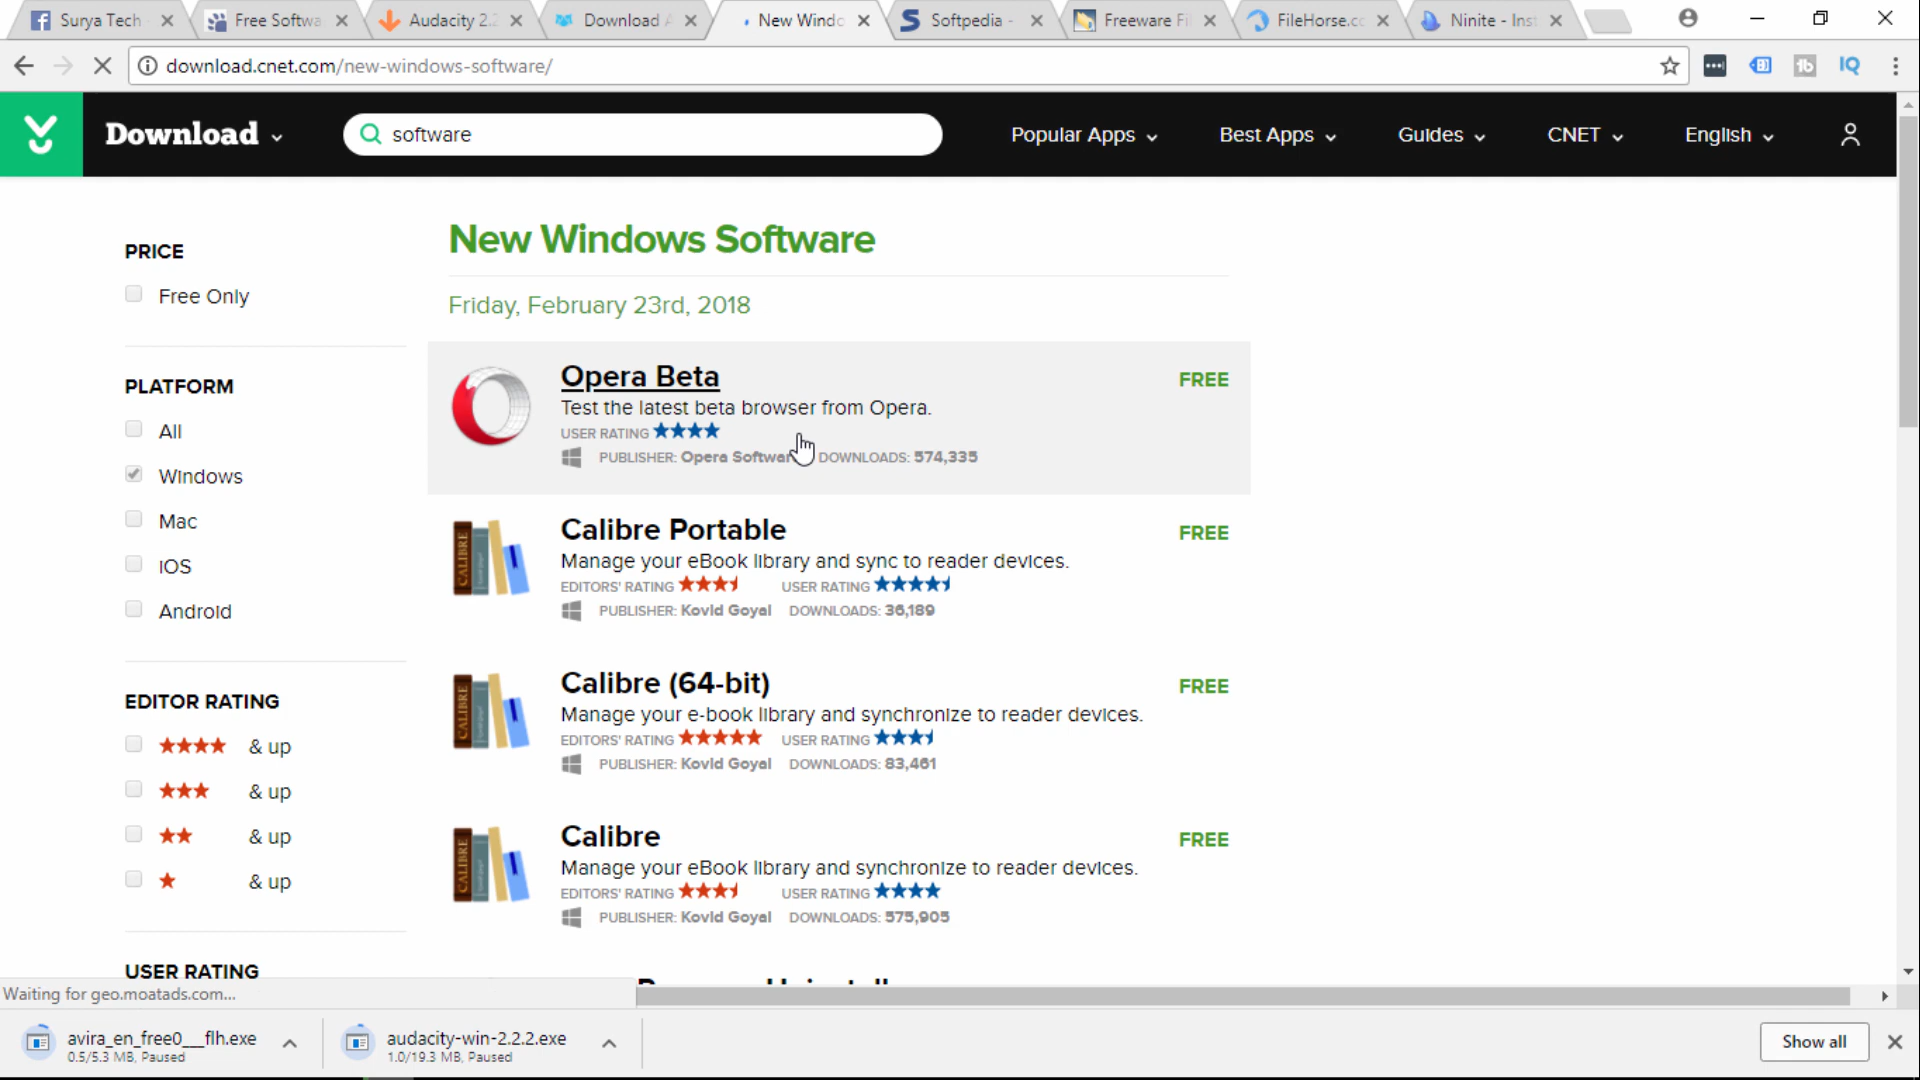 Surya Tech
Free Softwa
Audacity 2.2
Download
New Windo
Softpedia -
Freeware Fi
FileHorse.cc
Ninite - Inst
download.cnet.com/new-windows-software/
Download
software
Popular Apps
Best Apps
Guides
CNET
English
PRICE
Free Only
PLATFORM
All
Windows
Mac
iOS
Android
EDITOR RATING
& up
& up
& up
& up
USER RATING
New Windows Software
Friday, February 23rd, 2018
Opera Beta
FREE
Test the latest beta browser from Opera.
USER RATING
PUBLISHER: Opera Softwar DOWNLOADS: 574,335
Calibre Portable
FREE
Manage your eBook library and sync to reader devices.
EDITORS' RATING USER RATING
PUBLISHER: Kovid Goyal DOWNLOADS: 36,189
Calibre (64-bit)
FREE
Manage your e-book library and synchronize to reader devices.
EDITORS' RATING USER RATING
PUBLISHER: Kovid Goyal DOWNLOADS: 83,461
Calibre
FREE
Manage your eBook library and synchronize to reader devices.
EDITORS' RATING USER RATING
PUBLISHER: Kovid Goyal DOWNLOADS: 575,905
Waiting for geo.moatads.com...
avira_en_free0___flh.exe
0.5/5.3 MB, Paused
audacity-win-2.2.2.exe
1.0/19.3 MB, Paused
Show all